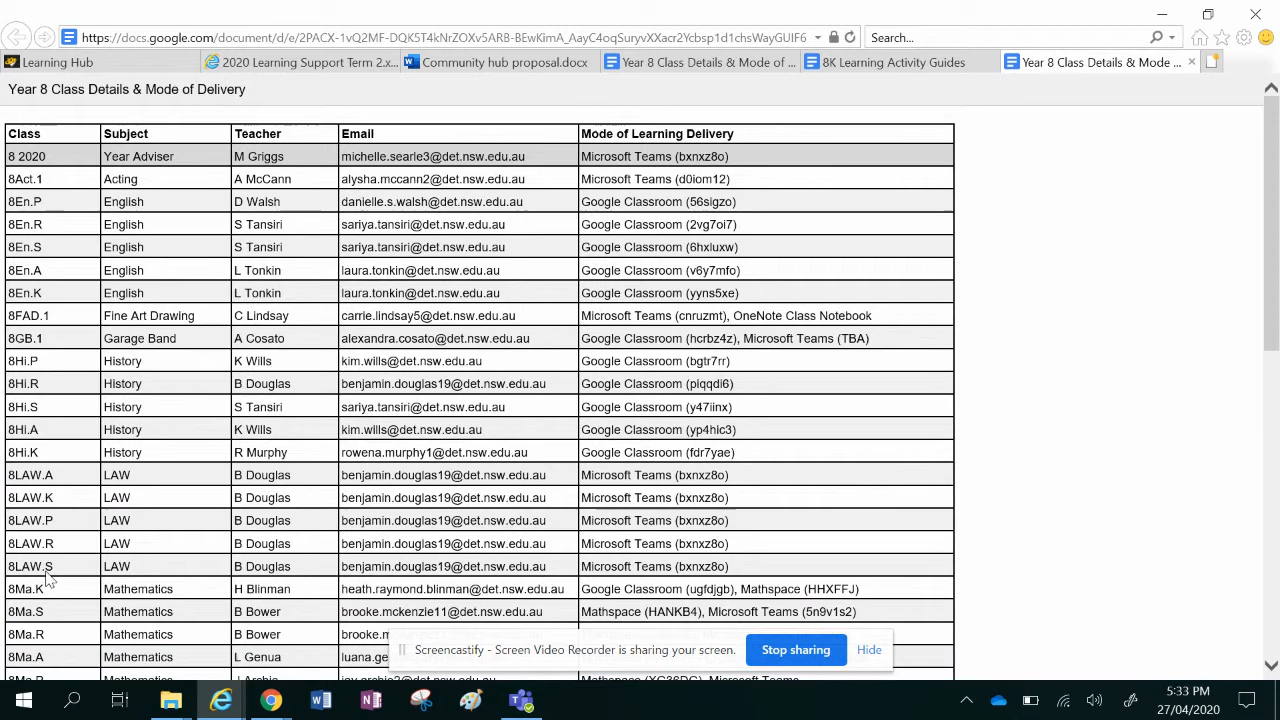 https://docs.google.com/document/d/e/2PACX-1vQ2MF-DQK5T4kNrZOXv5ARB-BEwKimA_AayC4oqSuryvXXacr2Ycbsp1d1chsWayGUIF6
Search...
Learning Hub
2020 Learning Support Term 2.x...
Community hub proposal.docx
Year 8 Class Details & Mode of ...
8K Learning Activity Guides
Year 8 Class Details & Mode ...
Year 8 Class Details & Mode of Delivery
Class Subject Teacher Email Mode of Learning Delivery
8 2020 Year Adviser M Griggs michelle.searle3@det.nsw.edu.au Microsoft Teams (bxnxz8o)
8Act.1 Acting A McCann alysha.mccann2@det.nsw.edu.au Microsoft Teams (d0iom12)
8En.P English D Walsh danielle.s.walsh@det.nsw.edu.au Google Classroom (56sigzo)
8En.R English S Tansiri sariya.tansiri@det.nsw.edu.au Google Classroom (2vg7oi7)
8En.S English S Tansiri sariya.tansiri@det.nsw.edu.au Google Classroom (6hxluxw)
8En.A English L Tonkin laura.tonkin@det.nsw.edu.au Google Classroom (v6y7mfo)
8En.K English L Tonkin laura.tonkin@det.nsw.edu.au Google Classroom (yyns5xe)
8FAD.1 Fine Art Drawing C Lindsay carrie.lindsay5@det.nsw.edu.au Microsoft Teams (cnruzmt), OneNote Class Notebook
8GB.1 Garage Band A Cosato alexandra.cosato@det.nsw.edu.au Google Classroom (hcrbz4z), Microsoft Teams (TBA)
8Hi.P History K Wills kim.wills@det.nsw.edu.au Google Classroom (bgtr7rr)
8Hi.R History B Douglas benjamin.douglas19@det.nsw.edu.au Google Classroom (piqqdi6)
8Hi.S History S Tansiri sariya.tansiri@det.nsw.edu.au Google Classroom (y47iinx)
8Hi.A History K Wills kim.wills@det.nsw.edu.au Google Classroom (yp4hic3)
8Hi.K History R Murphy rowena.murphy1@det.nsw.edu.au Google Classroom (fdr7yae)
8LAW.A LAW B Douglas benjamin.douglas19@det.nsw.edu.au Microsoft Teams (bxnxz8o)
8LAW.K LAW B Douglas benjamin.douglas19@det.nsw.edu.au Microsoft Teams (bxnxz8o)
8LAW.P LAW B Douglas benjamin.douglas19@det.nsw.edu.au Microsoft Teams (bxnxz8o)
8LAW.R LAW B Douglas benjamin.douglas19@det.nsw.edu.au Microsoft Teams (bxnxz8o)
8LAW.S LAW B Douglas benjamin.douglas19@det.nsw.edu.au Microsoft Teams (bxnxz8o)
8Ma.K Mathematics H Blinman heath.raymond.blinman@det.nsw.edu.au Google Classroom (ugfdjgb), Mathspace (HHXFFJ)
8Ma.S Mathematics B Bower brooke.mckenzie11@det.nsw.edu.au Mathspace (HANKB4), Microsoft Teams (5n9v1s2)
8Ma.R Mathematics B Bower
8Ma.A Mathematics L Genua luana.ge
Screencastify - Screen Video Recorder is sharing your screen. Stop sharing Hide
5:33 PM
27/04/2020